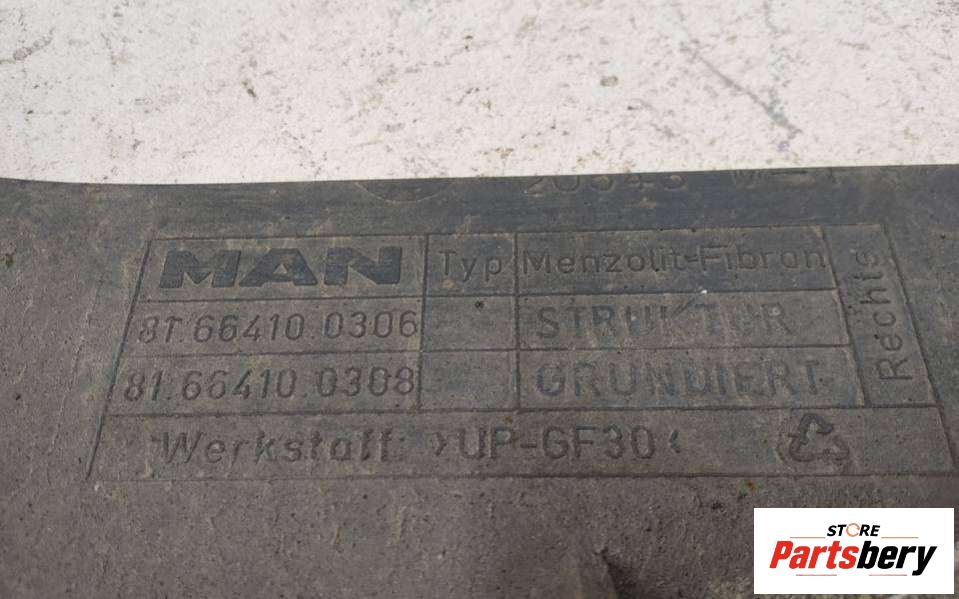 MAN Typ Menzolit-Fibron
81.66410 0306 STRUKTUR
81.66410 0308 GRUNDIERT
Rechts
Werkstoff: >UP-GF30<
STORE
Partsbery